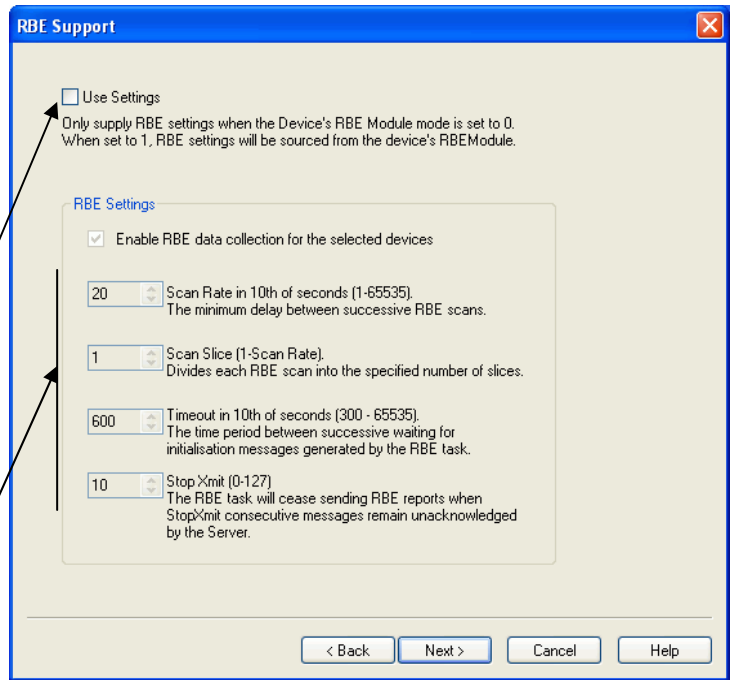 RBE Support
Use Settings
Only supply RBE settings when the Device's RBE Module mode is set to 0.
When set to 1, RBE settings will be sourced from the device's RBEModule.
RBE Settings
Enable RBE data collection for the selected devices
20
Scan Rate in 10th of seconds (1-65535).
The minimum delay between successive RBE scans.
1
Scan Slice (1-Scan Rate).
Divides each RBE scan into the specified number of slices.
600
Timeout in 10th of seconds (300 - 65535).
The time period between successive waiting for
initialisation messages generated by the RBE task.
10
Stop Xmit (0-127)
The RBE task will cease sending RBE reports when
StopXmit consecutive messages remain unacknowledged
by the Server.
< Back
Next >
Cancel
Help